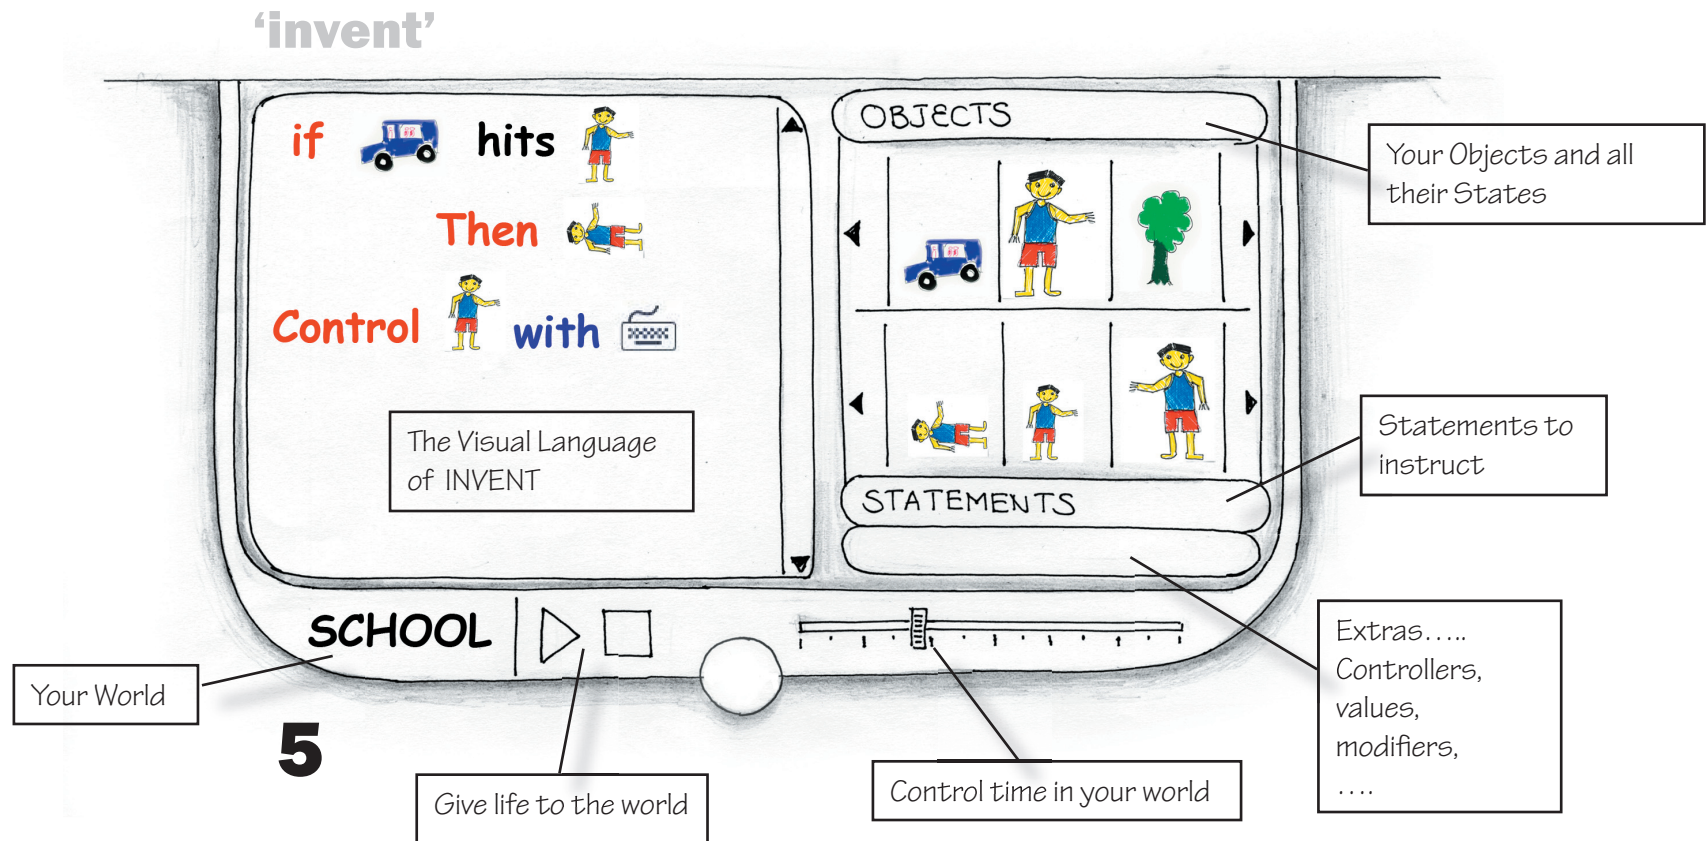 ‘invent’
if hits
Then
Control with
The Visual Language
of INVENT
OBJECTS
Your Objects and all
their States
STATEMENTS
Statements to
instruct
Extras.....
Controllers,
values,
modifiers,
....
SCHOOL
Your World
5
Give life to the world
Control time in your world